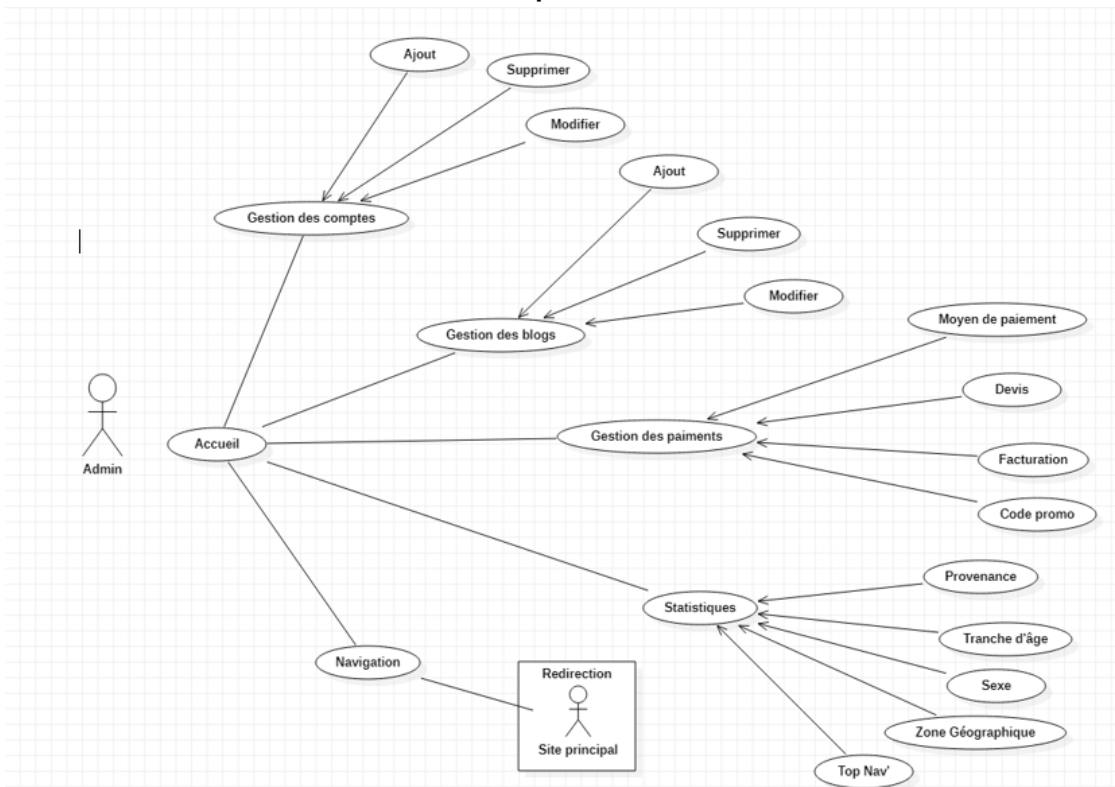 Ajout
Supprimer
Modifier
Gestion des comptes
Ajout
Supprimer
Modifier
Gestion des blogs
Moyen de paiement
Devis
Gestion des paiments
Facturation
Code promo
Accueil
Admin
Provenance
Statistiques
Tranche d'âge
Sexe
Zone Géographique
Top Nav'
Navigation
Redirection
Site principal